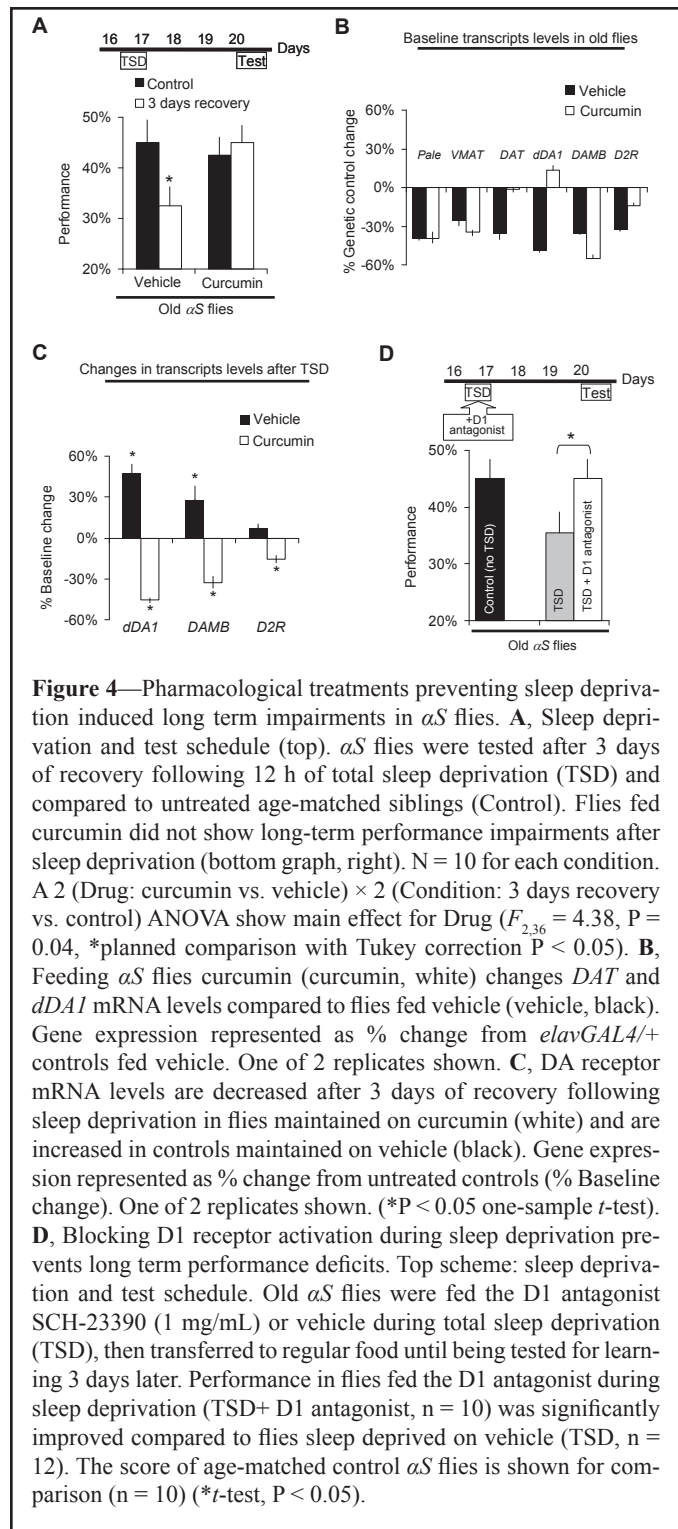 A
16 17 18 19 20 Days
TSD Test
Control
3 days recovery
50%
40%
30%
20%
Performance
*
Vehicle Curcumin
Old αS flies
B
Baseline transcripts levels in old flies
Vehicle
Curcumin
60%
30%
0%
-30%
-60%
% Genetic control change
Pale VMAT DAT dDA1 DAMB D2R
C
Changes in transcripts levels after TSD
Vehicle
Curcumin
60%
30%
0%
-30%
-60%
% Baseline change
* *
* * *
dDA1 DAMB D2R
D
16 17 18 19 20 Days
TSD Test
+D1
antagonist
50%
40%
30%
20%
Performance
*
Control (no TSD)
TSD
TSD + D1 antagonist
Old αS flies
Figure 4—Pharmacological treatments preventing sleep depriva-
tion induced long term impairments in αS flies. A, Sleep depri-
vation and test schedule (top). αS flies were tested after 3 days
of recovery following 12 h of total sleep deprivation (TSD) and
compared to untreated age-matched siblings (Control). Flies fed
curcumin did not show long-term performance impairments after
sleep deprivation (bottom graph, right). N = 10 for each condition.
A 2 (Drug: curcumin vs. vehicle) × 2 (Condition: 3 days recovery
vs. control) ANOVA show main effect for Drug (F2,36 = 4.38, P =
0.04, *planned comparison with Tukey correction P < 0.05). B,
Feeding αS flies curcumin (curcumin, white) changes DAT and
dDA1 mRNA levels compared to flies fed vehicle (vehicle, black).
Gene expression represented as % change from elavGAL4/+
controls fed vehicle. One of 2 replicates shown. C, DA receptor
mRNA levels are decreased after 3 days of recovery following
sleep deprivation in flies maintained on curcumin (white) and are
increased in controls maintained on vehicle (black). Gene expres-
sion represented as % change from untreated controls (% Baseline
change). One of 2 replicates shown. (*P < 0.05 one-sample t-test).
D, Blocking D1 receptor activation during sleep deprivation pre-
vents long term performance deficits. Top scheme: sleep depriva-
tion and test schedule. Old αS flies were fed the D1 antagonist
SCH-23390 (1 mg/mL) or vehicle during total sleep deprivation
(TSD), then transferred to regular food until being tested for learn-
ing 3 days later. Performance in flies fed the D1 antagonist during
sleep deprivation (TSD+ D1 antagonist, n = 10) was significantly
improved compared to flies sleep deprived on vehicle (TSD, n =
12). The score of age-matched control αS flies is shown for com-
parison (n = 10) (*t-test, P < 0.05).